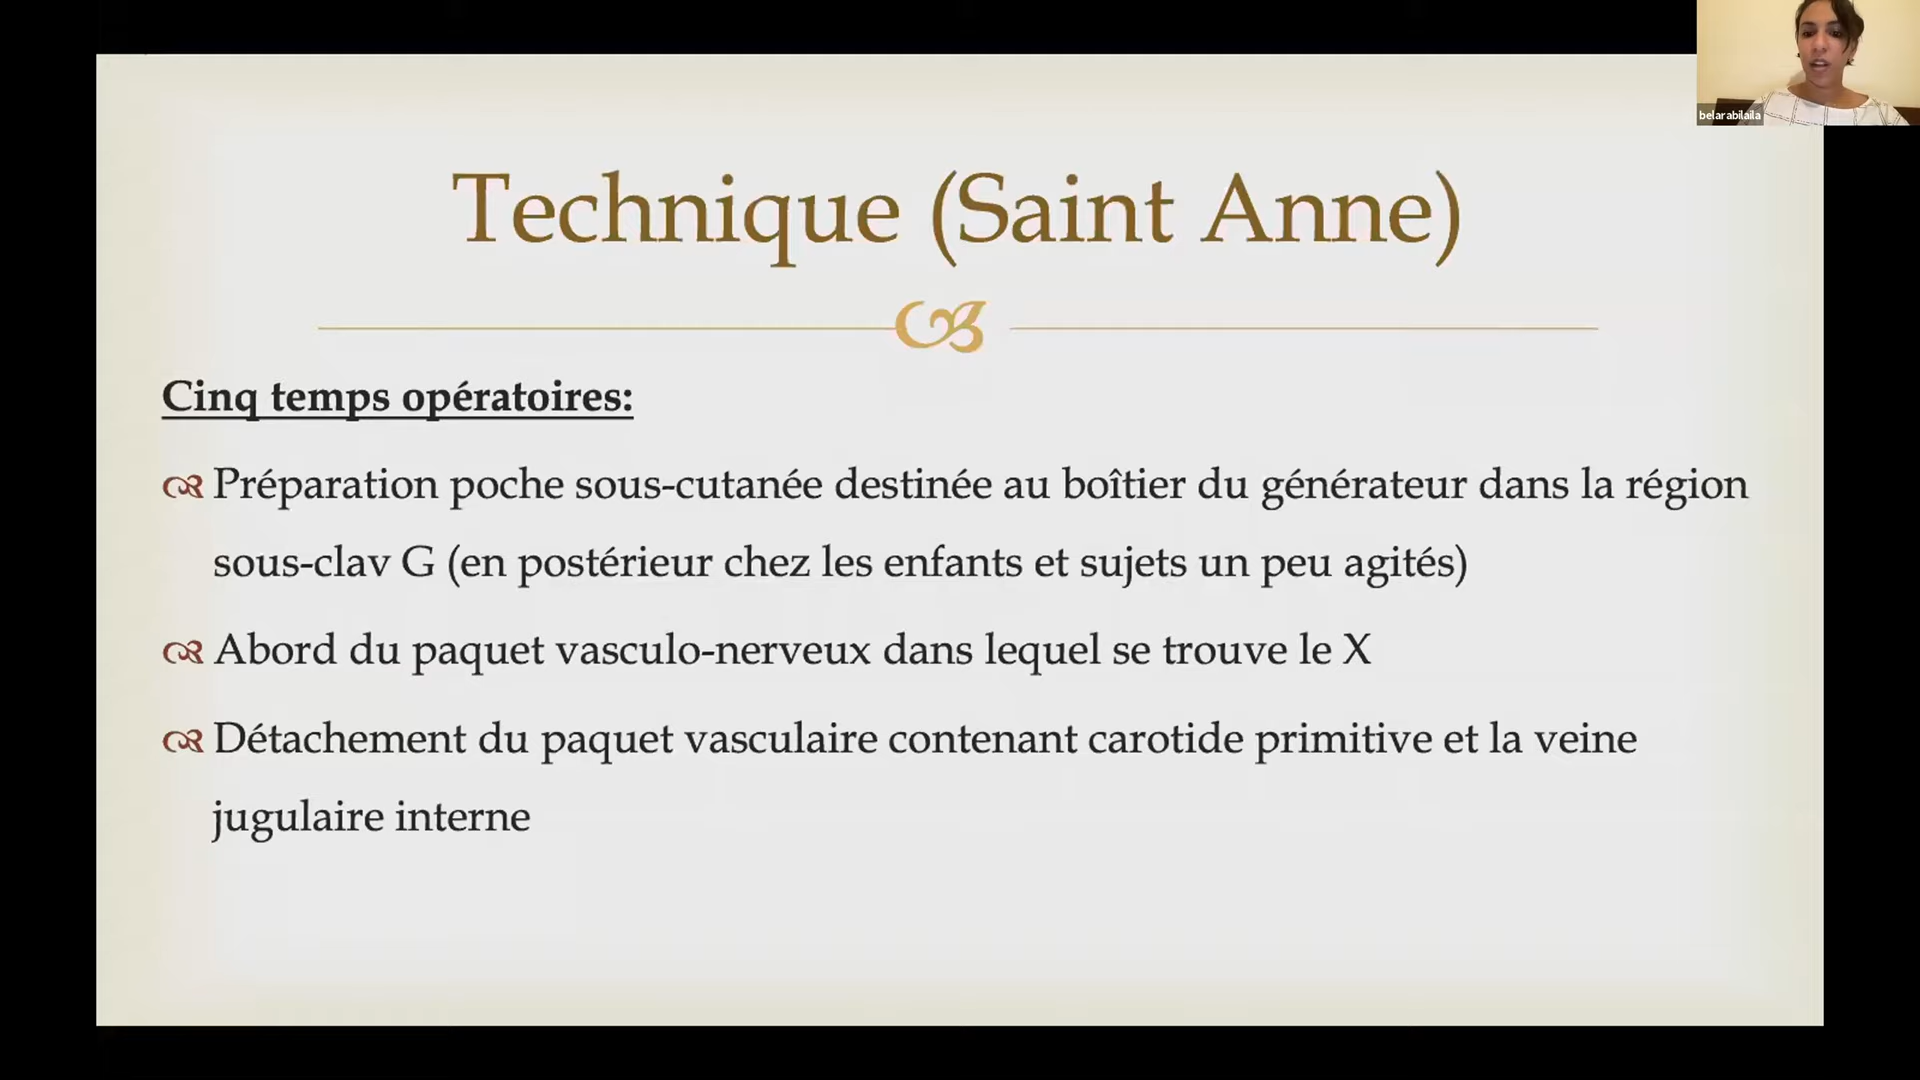 belarabilaila
Technique (Saint Anne)
Cinq temps opératoires:
Préparation poche sous-cutanée destinée au boîtier du générateur dans la région
sous-clav G (en postérieur chez les enfants et sujets un peu agités)
Abord du paquet vasculo-nerveux dans lequel se trouve le X
Détachement du paquet vasculaire contenant carotide primitive et la veine
jugulaire interne